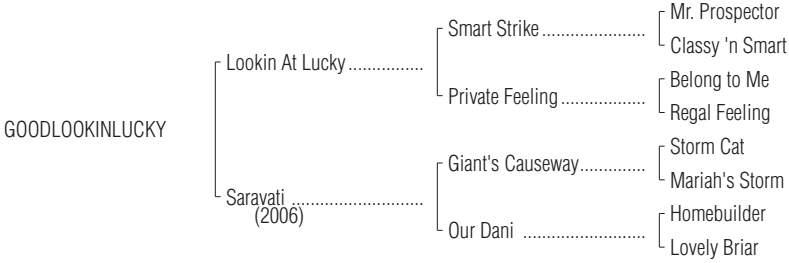 Mr. Prospector
Smart Strike ......................
Classy 'n Smart
Lookin At Lucky ................
Belong to Me
Private Feeling ..................
Regal Feeling
GOODLOOKINLUCKY
Storm Cat
Giant's Causeway ..............
Mariah's Storm
Saravati ............................
(2006)
Homebuilder
Our Dani ..........................
Lovely Briar